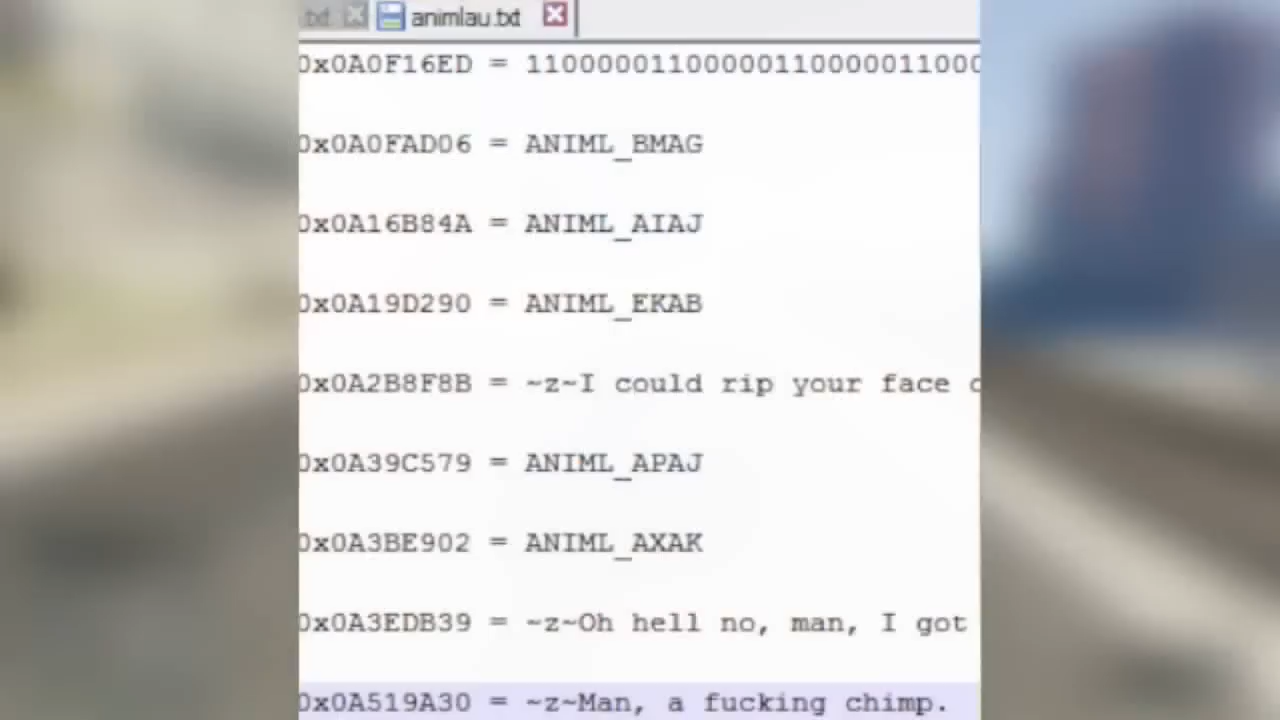 .txt animlau.txt
0x0A0F16ED = 11000001100000110000011000
0x0A0FAD06 = ANIML_BMAG
0x0A16B84A = ANIML_AIAJ
0x0A19D290 = ANIML_EKAB
0x0A2B8F8B = ~z~I could rip your face
0x0A39C579 = ANIML_APAJ
0x0A3BE902 = ANIML_AXAK
0x0A3EDB39 = ~z~Oh hell no, man, I got
0x0A519A30 = ~z~Man, a fucking chimp.